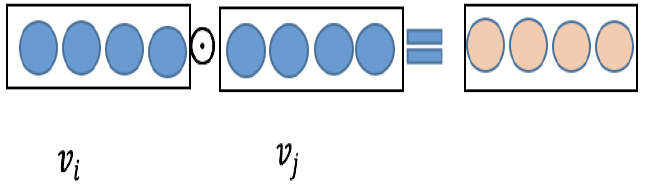 ⊙ =
v_i v_j